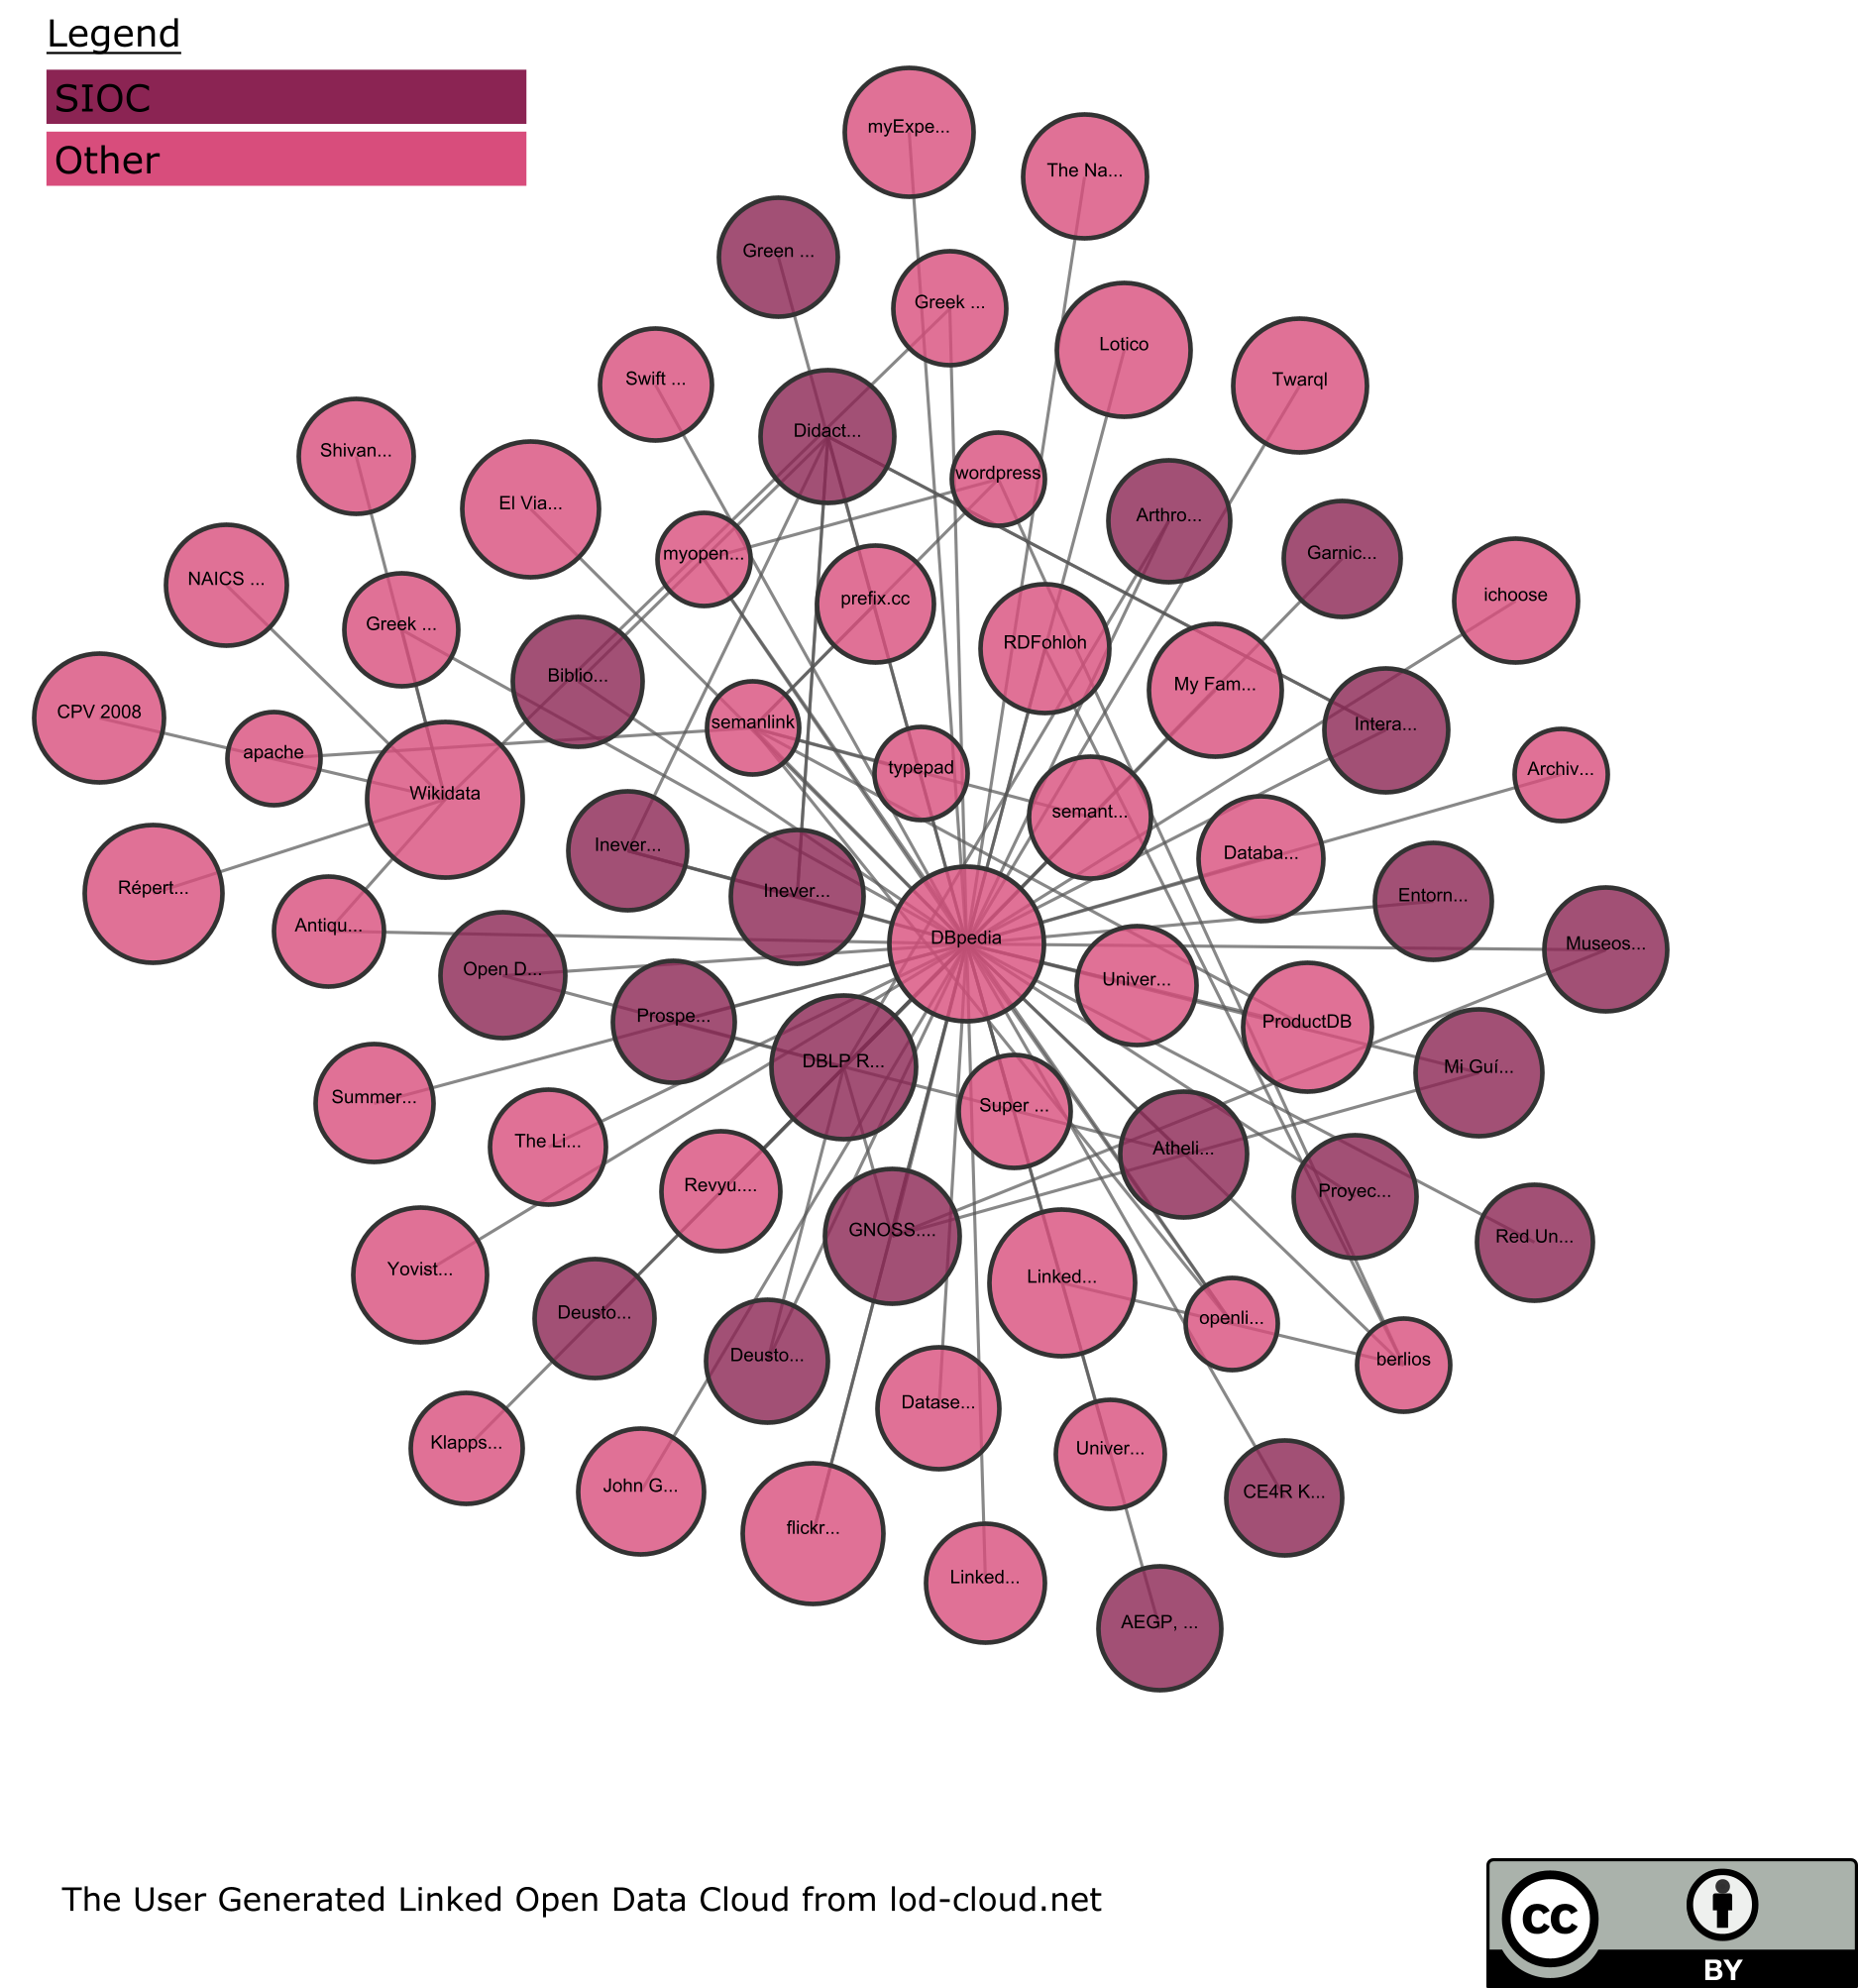 Legend
SIOC
Other
myExpe...
The Na...
Green ...
Greek ...
Lotico
Twarql
Swift ...
Didact...
Shivan...
wordpress
El Via...
Arthro...
Garnic...
myopen...
NAICS ...
prefix.cc
ichoose
Greek ...
RDFohloh
Biblio...
My Fam...
CPV 2008
semanlink
Intera...
apache
typepad
Archiv...
Wikidata
semant...
Inever...
Databa...
Répert...
Inever...
Entorn...
Antiqu...
DBpedia
Museos...
Open D...
Univer...
Prospe...
ProductDB
DBLP R...
Mi Guí...
Summer...
Super ...
The Li...
Atheli...
Revyu....
Proyec...
GNOSS....
Red Un...
Yovist...
Linked...
Deusto...
openli...
Deusto...
berlios
Datase...
Klapps...
Univer...
John G...
CE4R K...
flickr...
Linked...
AEGP, ...
The User Generated Linked Open Data Cloud from lod-cloud.net
cc
BY